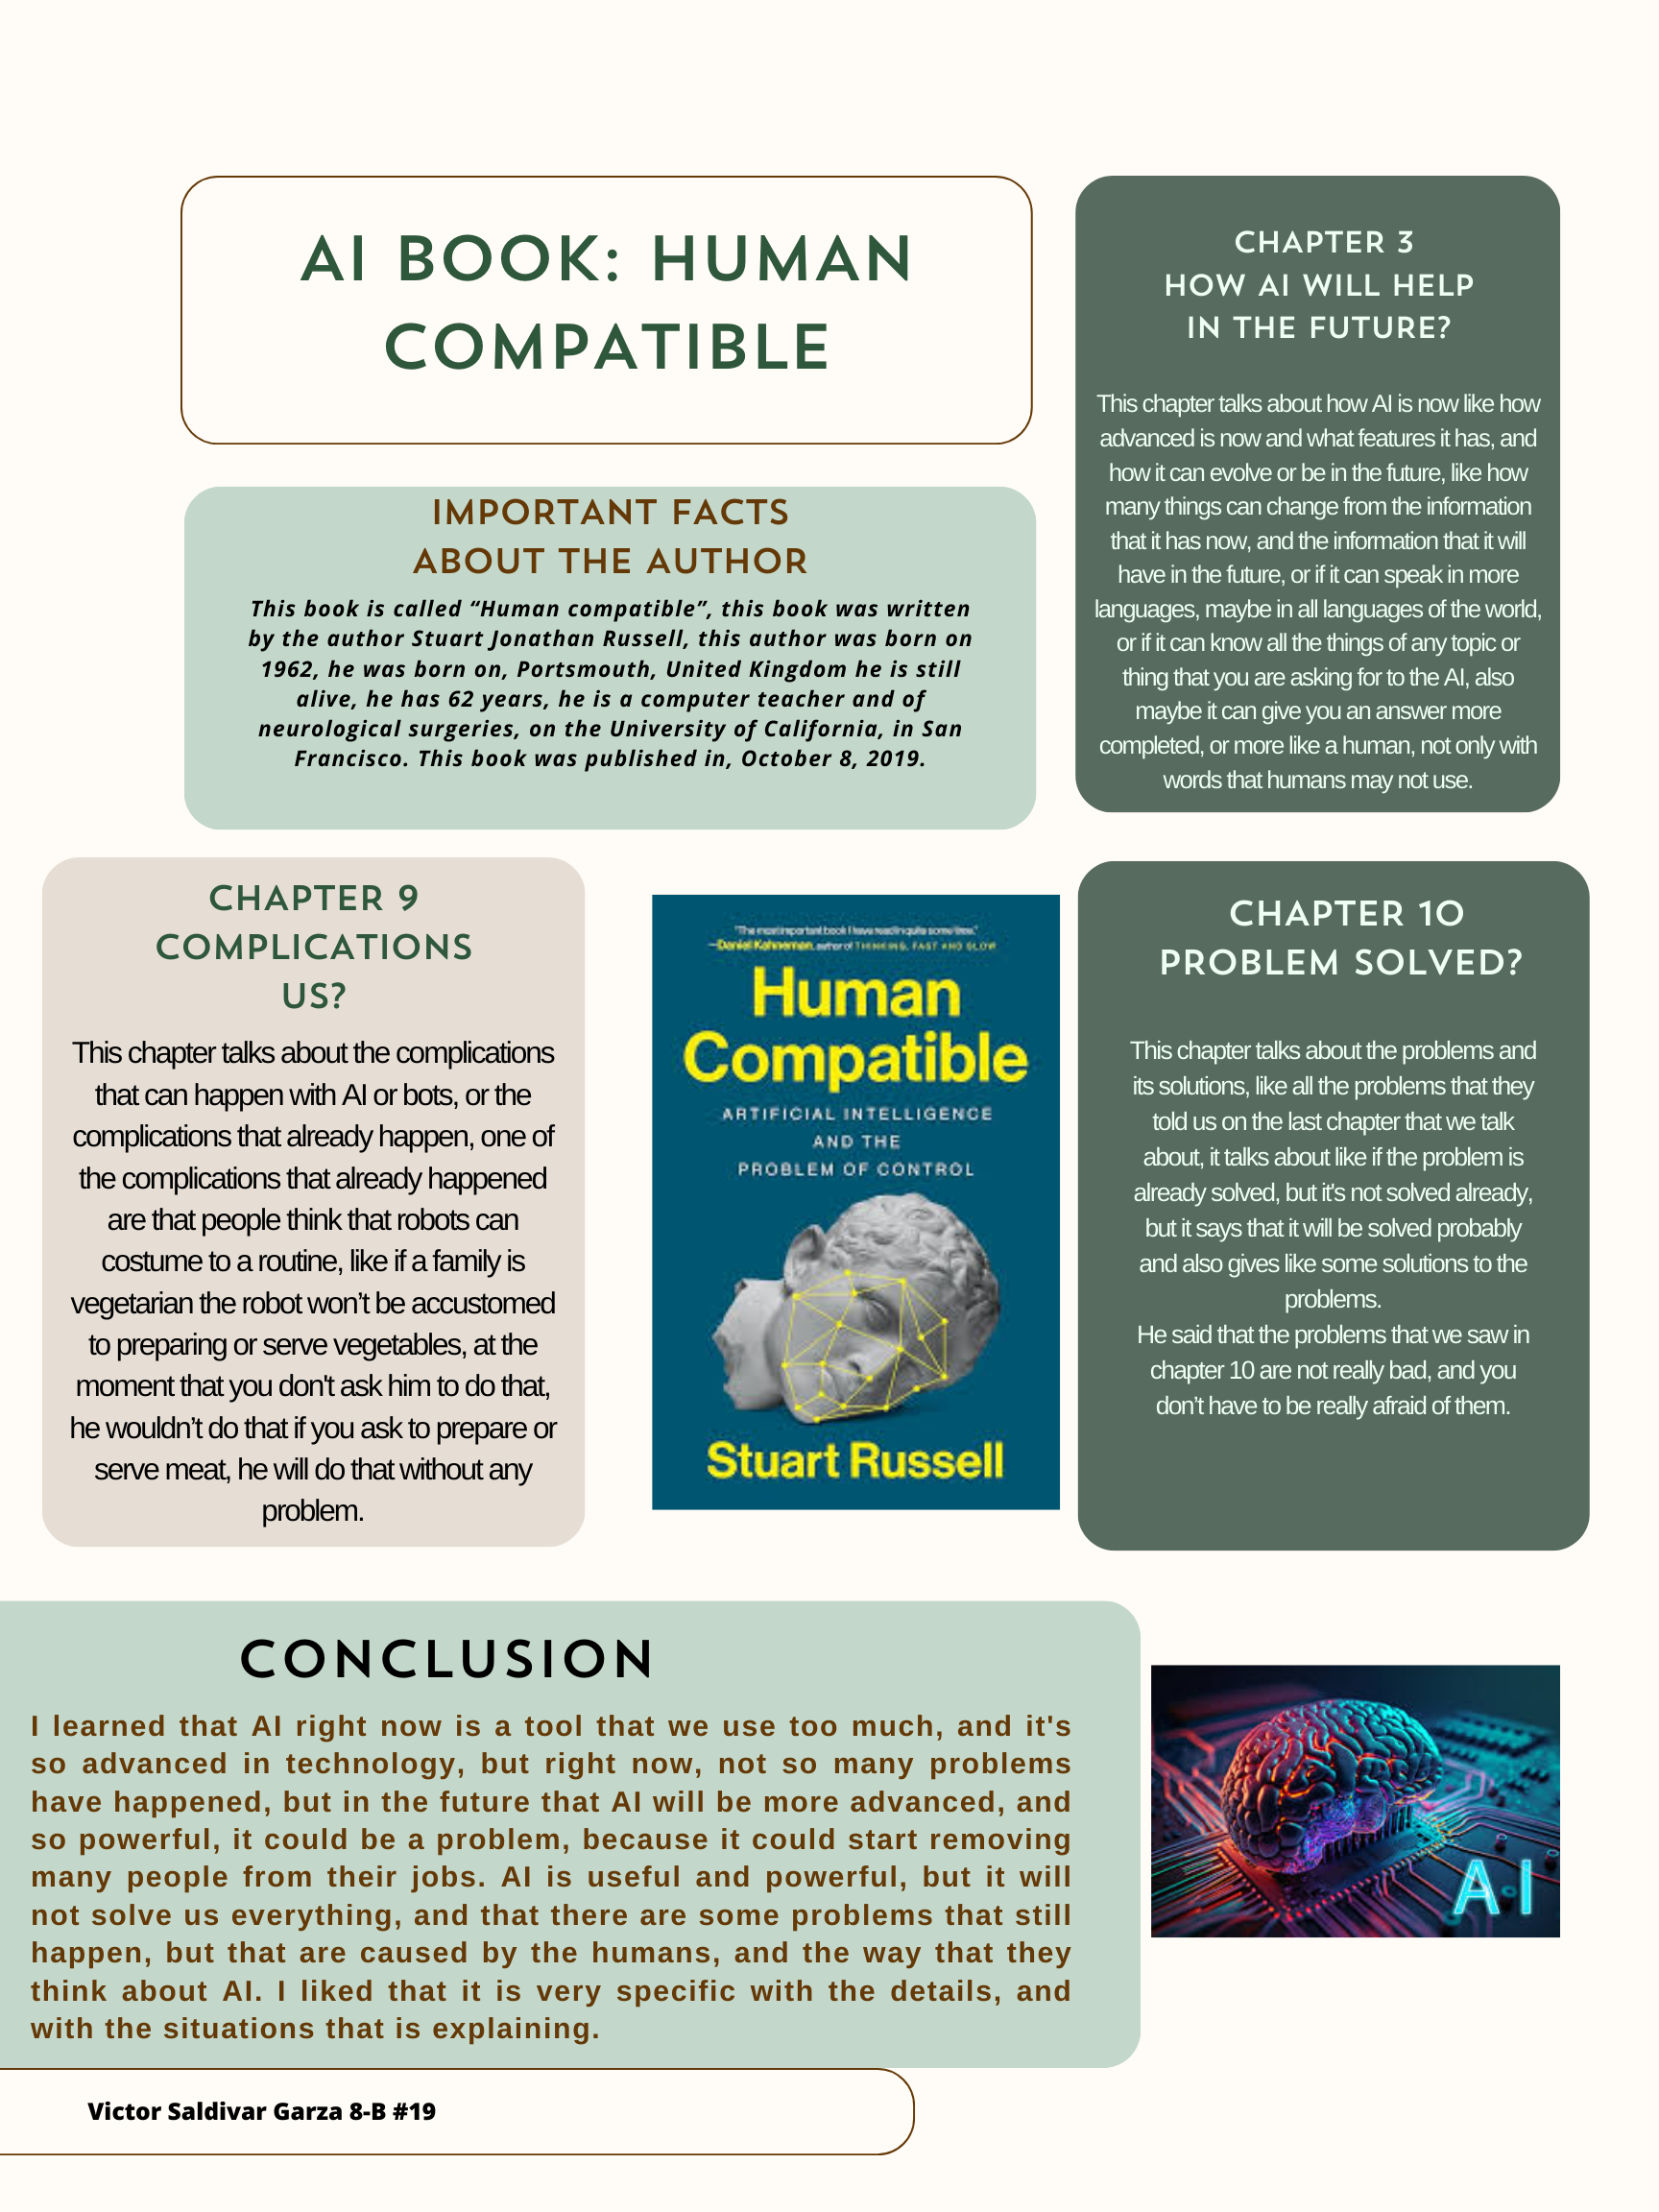 AI BOOK: HUMAN
COMPATIBLE
IMPORTANT FACTS
ABOUT THE AUTHOR
This book is called “Human compatible”, this book was written
by the author Stuart Jonathan Russell, this author was born on
1962, he was born on, Portsmouth, United Kingdom he is still
alive, he has 62 years, he is a computer teacher and of
neurological surgeries, on the University of California, in San
Francisco. This book was published in, October 8, 2019.
CHAPTER 3
HOW AI WILL HELP
IN THE FUTURE?
This chapter talks about how AI is now like how
advanced is now and what features it has, and
how it can evolve or be in the future, like how
many things can change from the information
that it has now, and the information that it will
have in the future, or if it can speak in more
languages, maybe in all languages of the world,
or if it can know all the things of any topic or
thing that you are asking for to the AI, also
maybe it can give you an answer more
completed, or more like a human, not only with
words that humans may not use.
CHAPTER 9
COMPLICATIONS
US?
This chapter talks about the complications
that can happen with AI or bots, or the
complications that already happen, one of
the complications that already happened
are that people think that robots can
costume to a routine, like if a family is
vegetarian the robot won’t be accustomed
to preparing or serve vegetables, at the
moment that you don't ask him to do that,
he wouldn’t do that if you ask to prepare or
serve meat, he will do that without any
problem.
"The most important book I have read in quite some time."
—Daniel Kahneman, author of THINKING, FAST AND SLOW
Human
Compatible
ARTIFICIAL INTELLIGENCE
AND THE
PROBLEM OF CONTROL
Stuart Russell
CHAPTER 10
PROBLEM SOLVED?
This chapter talks about the problems and
its solutions, like all the problems that they
told us on the last chapter that we talk
about, it talks about like if the problem is
already solved, but it's not solved already,
but it says that it will be solved probably
and also gives like some solutions to the
problems.
He said that the problems that we saw in
chapter 10 are not really bad, and you
don’t have to be really afraid of them.
CONCLUSION
I learned that AI right now is a tool that we use too much, and it's
so advanced in technology, but right now, not so many problems
have happened, but in the future that AI will be more advanced, and
so powerful, it could be a problem, because it could start removing
many people from their jobs. AI is useful and powerful, but it will
not solve us everything, and that there are some problems that still
happen, but that are caused by the humans, and the way that they
think about AI. I liked that it is very specific with the details, and
with the situations that is explaining.
AI
Victor Saldivar Garza 8-B #19